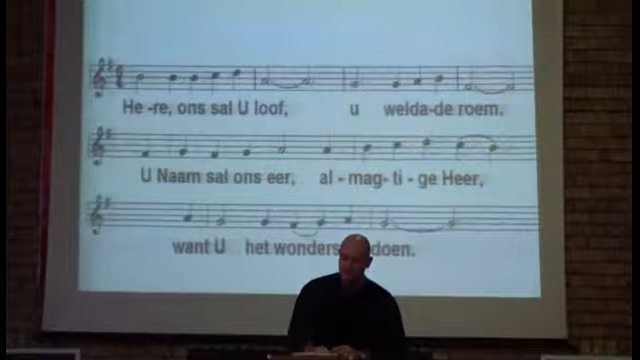 He -re, ons sal U loof, u welda-de roem.
U Naam sal ons eer, al - mag- ti - ge Heer,
want U het wonders doen.